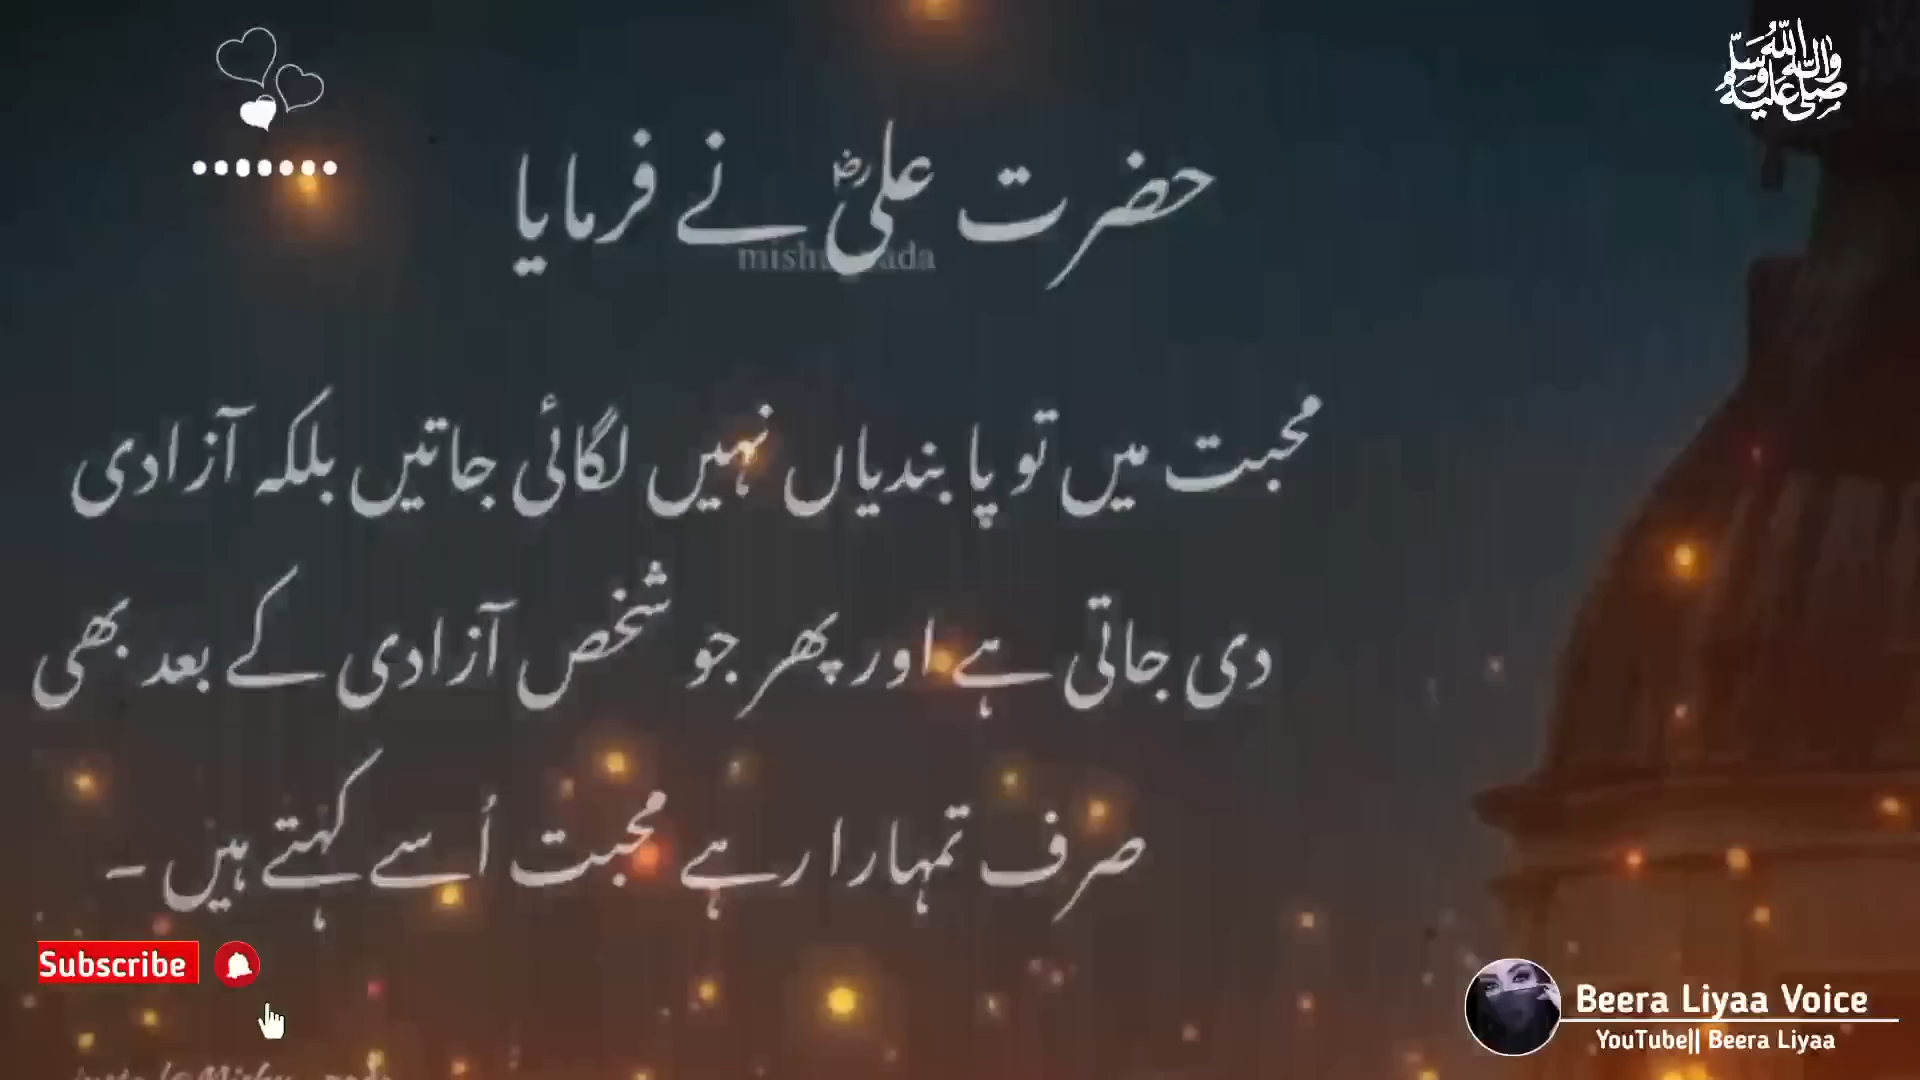 صلی اللہ علیہ وآلہ وسلم
حضرت علیؓ نے فرمایا
محبت میں تو پابندیاں نہیں لگائی جاتیں بلکہ آزادی
دی جاتی ہے اور پھر جو شخص آزادی کے بعد بھی
صرف تمہارا رہے محبت اُسے کہتے ہیں ۔
Subscribe
Beera Liyaa Voice
YouTube|| Beera Liyaa